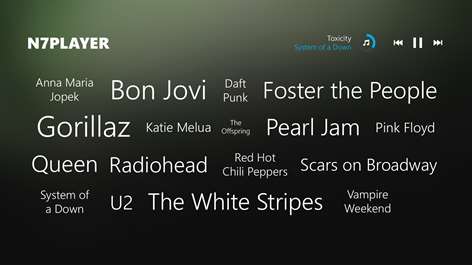 N7PLAYER
Toxicity
System of a Down
Anna Maria
Jopek
Bon Jovi
Daft
Punk
Foster the People
Gorillaz
Katie Melua
The
Offspring
Pearl Jam
Pink Floyd
Queen
Radiohead
Red Hot
Chili Peppers
Scars on Broadway
System of
a Down
U2
The White Stripes
Vampire
Weekend